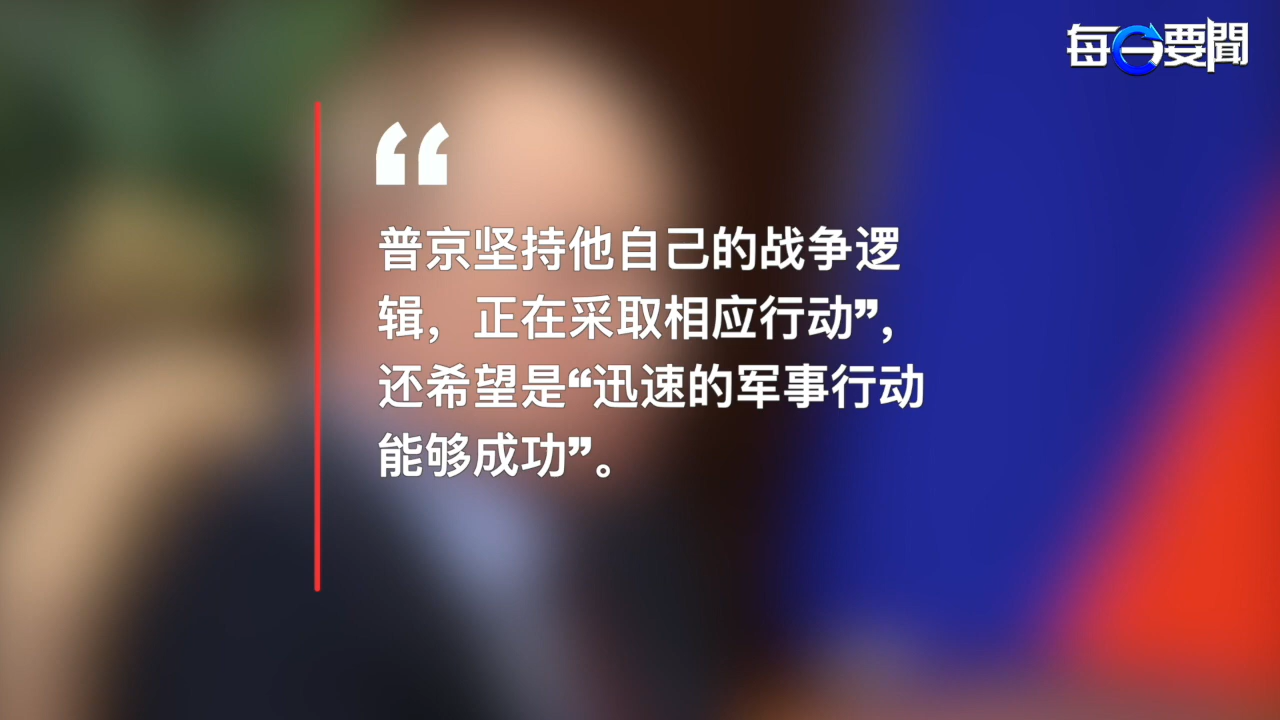 每日要聞
“
普京坚持他自己的战争逻
辑，正在采取相应行动”，
还希望是“迅速的军事行动
能够成功”。